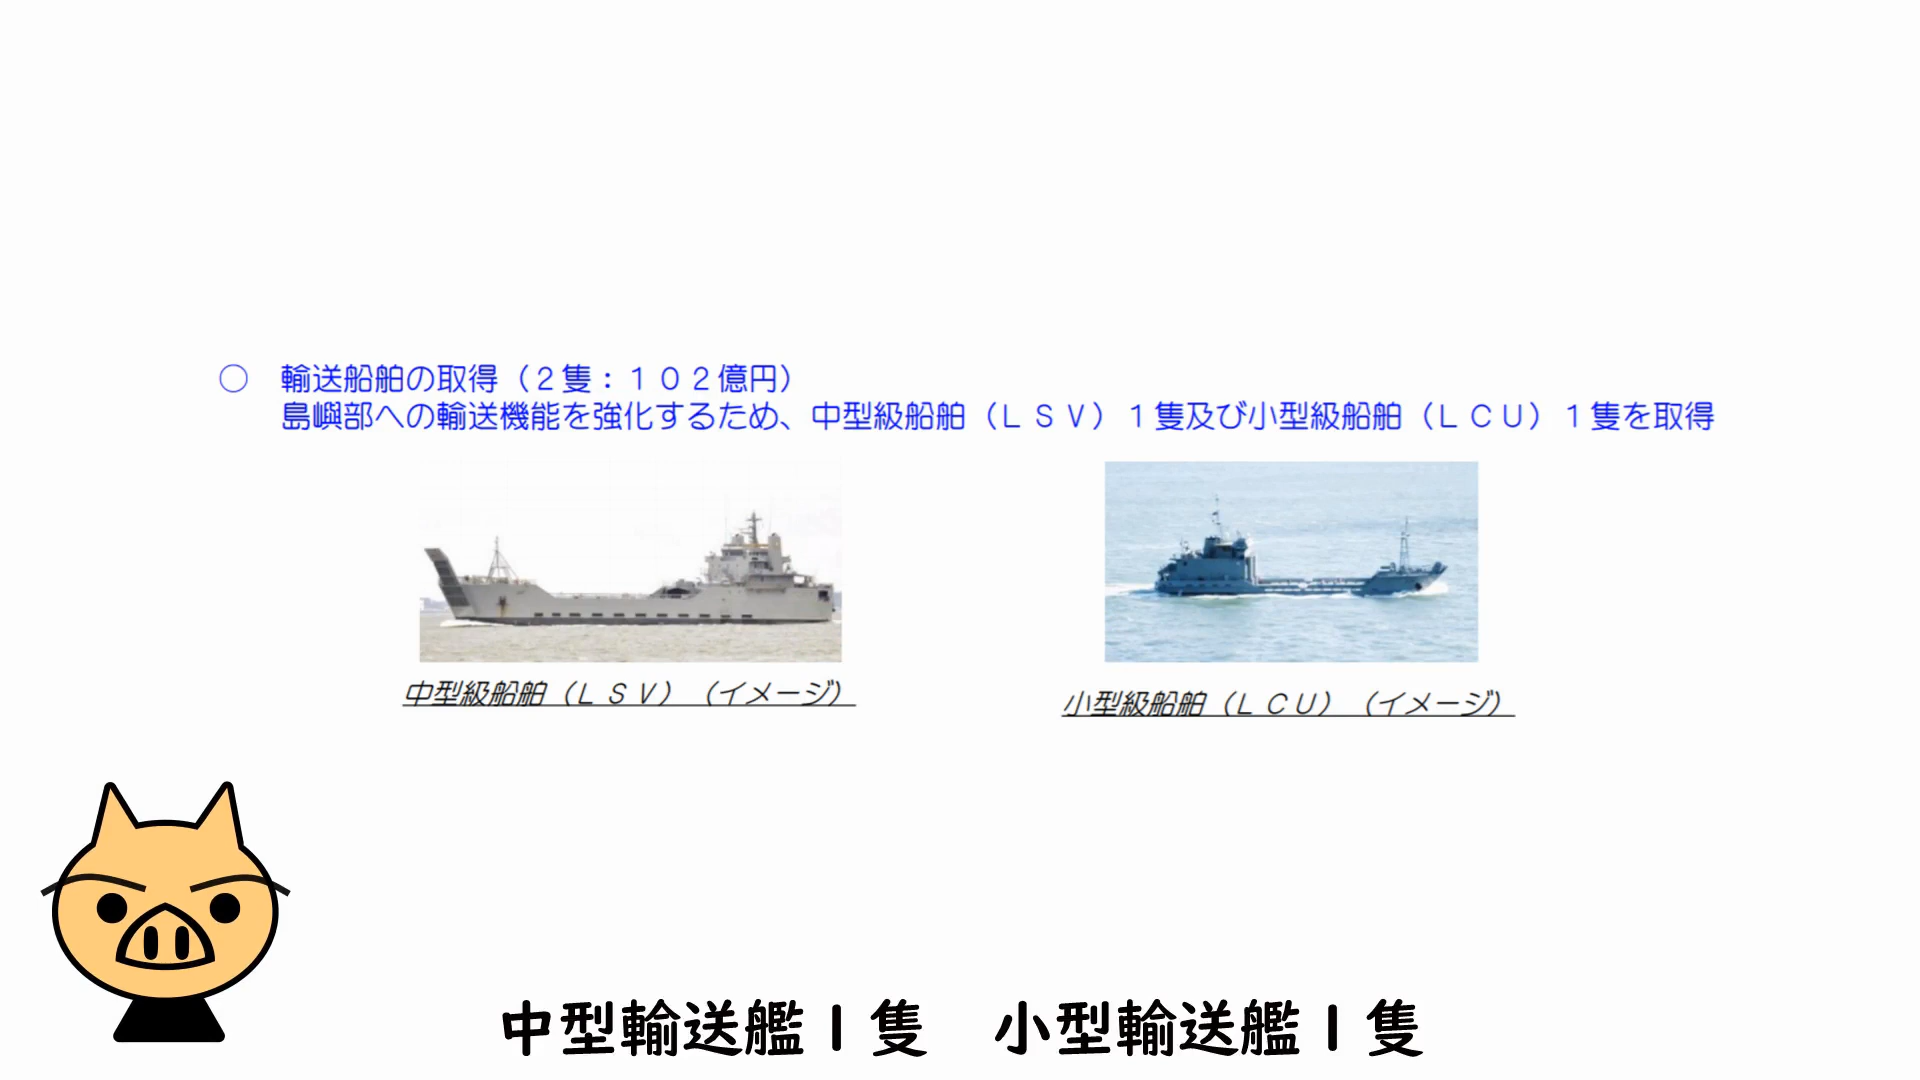 ○ 輸送船舶の取得（２隻：１０２億円）
島嶼部への輸送機能を強化するため、中型級船舶（ＬＳＶ）１隻及び小型級船舶（ＬＣＵ）１隻を取得
中型級船舶（ＬＳＶ）（イメージ）
小型級船舶（ＬＣＵ）（イメージ）
中型輸送艦１隻　小型輸送艦１隻